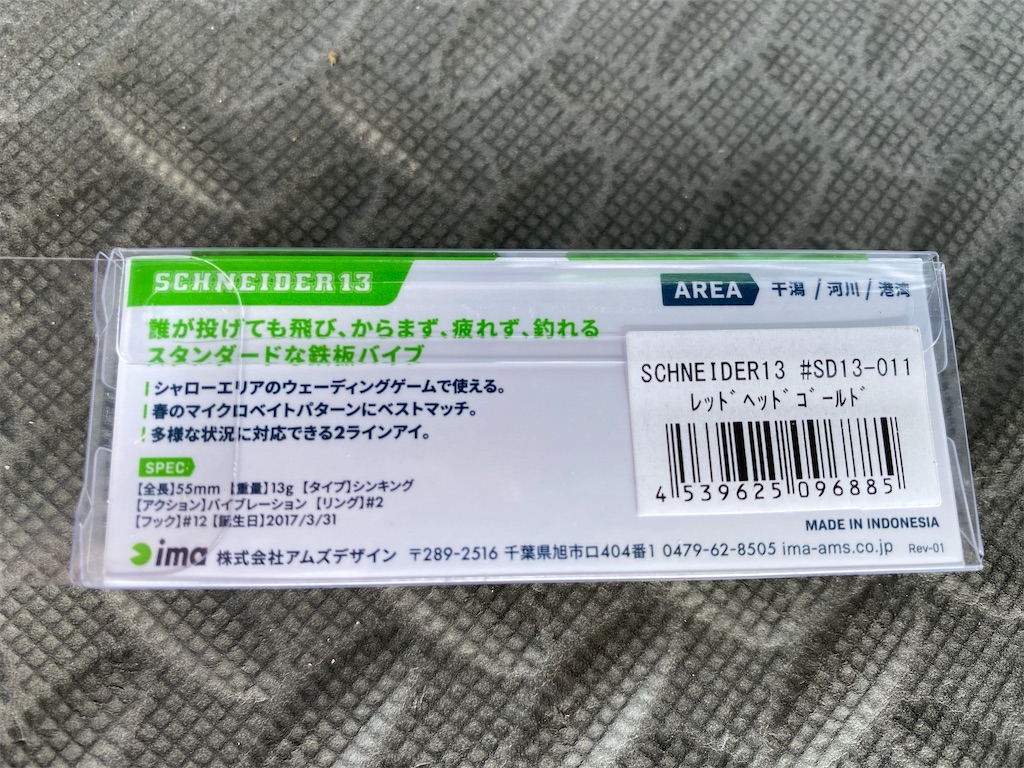 SCHNEIDER13
AREA 干潟 / 河川 / 港湾
誰が投げても飛び、からまず、疲れず、釣れる
スタンダードな鉄板バイブ
シャローエリアのウェーディングゲームで使える。
春のマイクロベイトパターンにベストマッチ。
多様な状況に対応できる2ラインアイ。
SPEC
【全長】55mm 【重量】13g 【タイプ】シンキング
【アクション】バイブレーション 【リング】#2
【フック】#12 【誕生日】2017/3/31
SCHNEIDER13 #SD13-011
レッドヘッドゴールド
4 539625 096885
MADE IN INDONESIA
ima 株式会社アムズデザイン 〒289-2516 千葉県旭市ロ404番1 0479-62-8505 ima-ams.co.jp Rev-01